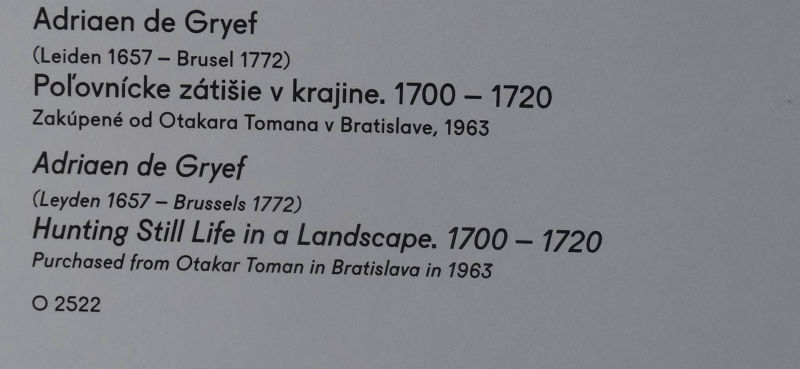 Adriaen de Gryef
(Leiden 1657 – Brusel 1772)
Poľovnícke zátišie v krajine. 1700 – 1720
Zakúpené od Otakara Tomana v Bratislave, 1963
Adriaen de Gryef
(Leyden 1657 – Brussels 1772)
Hunting Still Life in a Landscape. 1700 – 1720
Purchased from Otakar Toman in Bratislava in 1963
O 2522